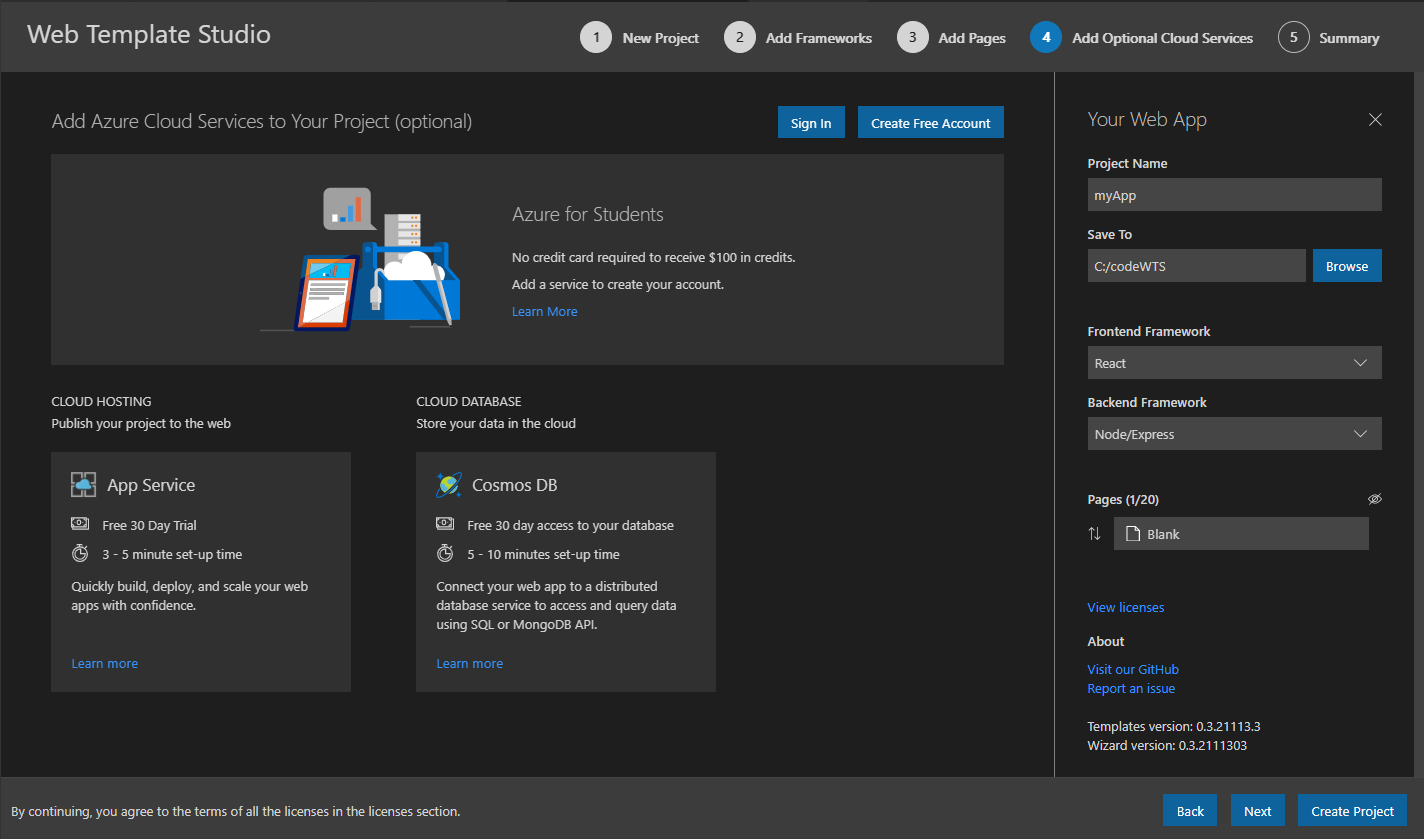 Web Template Studio
1 New Project
2 Add Frameworks
3 Add Pages
4 Add Optional Cloud Services
5 Summary
Add Azure Cloud Services to Your Project (optional)
Sign In
Create Free Account
Azure for Students
No credit card required to receive $100 in credits.
Add a service to create your account.
Learn More
CLOUD HOSTING
Publish your project to the web
App Service
Free 30 Day Trial
3 - 5 minute set-up time
Quickly build, deploy, and scale your web
apps with confidence.
Learn more
CLOUD DATABASE
Store your data in the cloud
Cosmos DB
Free 30 day access to your database
5 - 10 minutes set-up time
Connect your web app to a distributed
database service to access and query data
using SQL or MongoDB API.
Learn more
Your Web App
Project Name
myApp
Save To
C:/codeWTS
Browse
Frontend Framework
React
Backend Framework
Node/Express
Pages (1/20)
Blank
View licenses
About
Visit our GitHub
Report an issue
Templates version: 0.3.21113.3
Wizard version: 0.3.2111303
By continuing, you agree to the terms of all the licenses in the licenses section.
Back
Next
Create Project